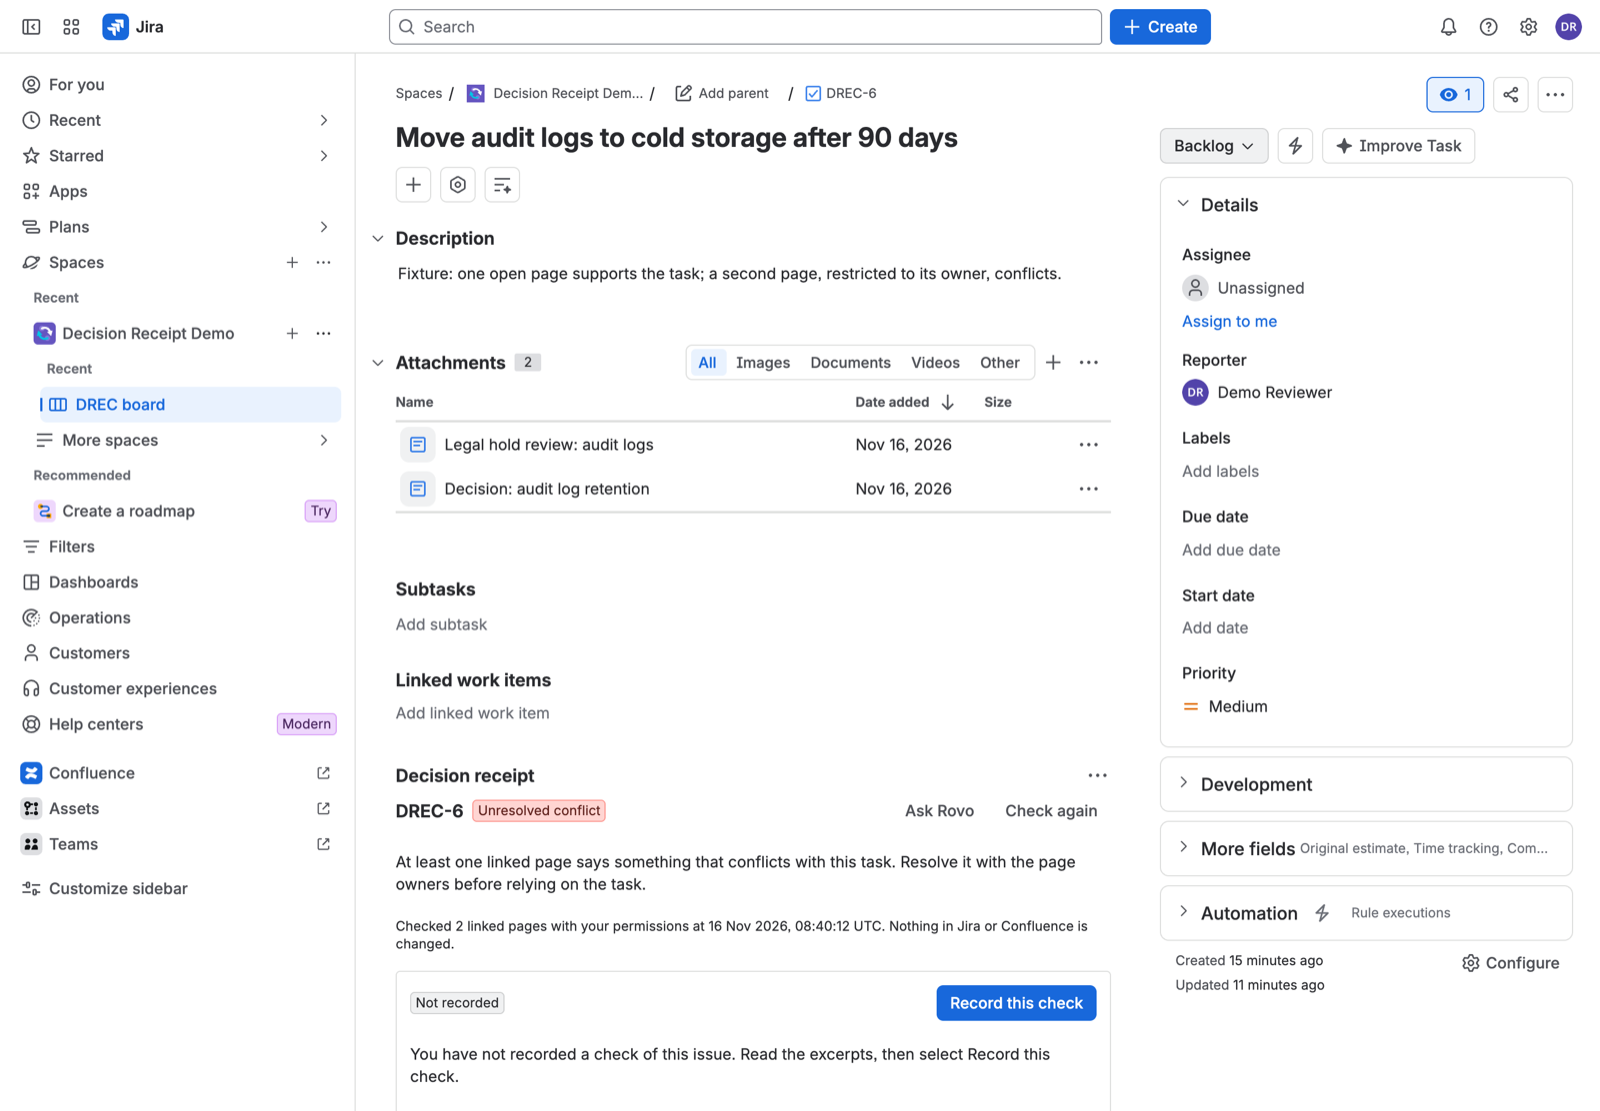 Jira
Search
Create
DR
For you
Recent
Starred
Apps
Plans
Spaces
Recent
Decision Receipt Demo
Recent
DREC board
More spaces
Recommended
Create a roadmap
Try
Filters
Dashboards
Operations
Customers
Customer experiences
Help centers
Modern
Confluence
Assets
Teams
Customize sidebar
Spaces / Decision Receipt Dem... / Add parent / DREC-6
Move audit logs to cold storage after 90 days
Description
Fixture: one open page supports the task; a second page, restricted to its owner, conflicts.
Attachments 2
All Images Documents Videos Other
Name Date added Size
Legal hold review: audit logs Nov 16, 2026
Decision: audit log retention Nov 16, 2026
Subtasks
Add subtask
Linked work items
Add linked work item
Decision receipt
DREC-6 Unresolved conflict Ask Rovo Check again
At least one linked page says something that conflicts with this task. Resolve it with the page
owners before relying on the task.
Checked 2 linked pages with your permissions at 16 Nov 2026, 08:40:12 UTC. Nothing in Jira or Confluence is
changed.
Not recorded Record this check
You have not recorded a check of this issue. Read the excerpts, then select Record this
check.
1
Backlog Improve Task
Details
Assignee
Unassigned
Assign to me
Reporter
DR Demo Reviewer
Labels
Add labels
Due date
Add due date
Start date
Add date
Priority
Medium
Development
More fields Original estimate, Time tracking, Com...
Automation Rule executions
Created 15 minutes ago
Configure
Updated 11 minutes ago